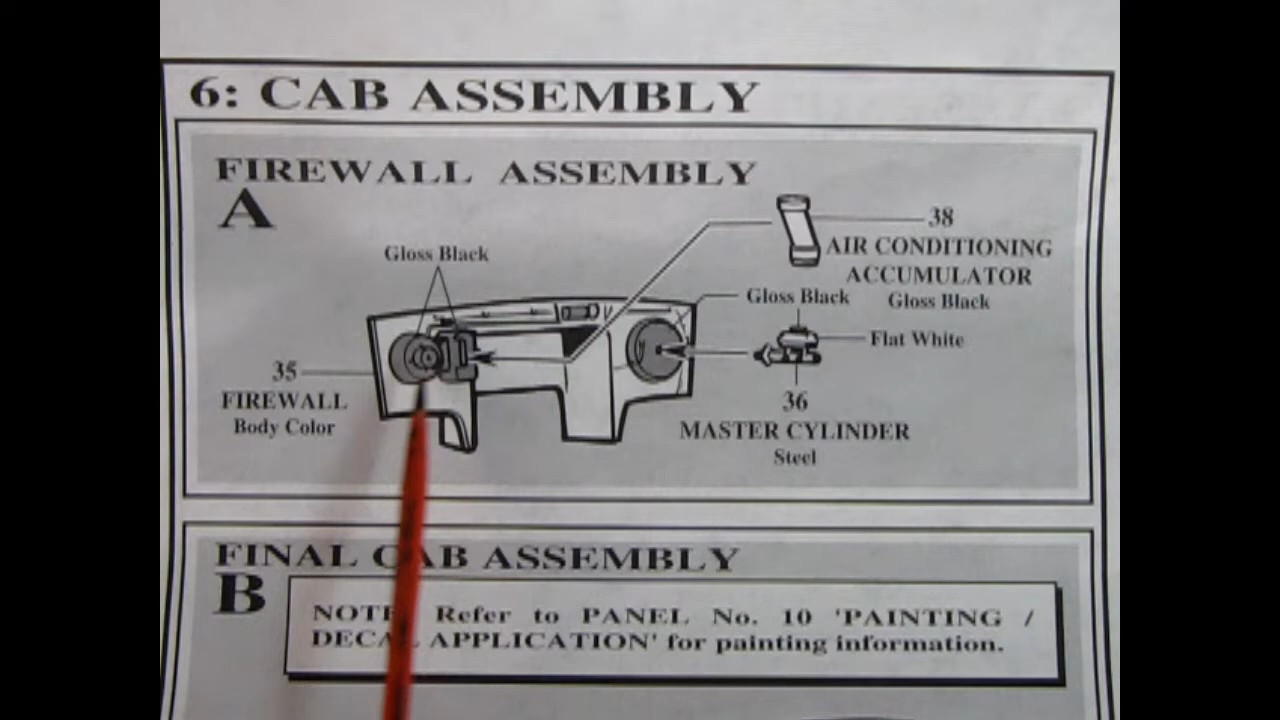 6: CAB ASSEMBLY
FIREWALL ASSEMBLY
A
Gloss Black
38
AIR CONDITIONING
ACCUMULATOR
Gloss Black
Gloss Black
Flat White
35
FIREWALL
Body Color
36
MASTER CYLINDER
Steel
FINAL CAB ASSEMBLY
B
NOTE Refer to PANEL No. 10 'PAINTING /
DECAL APPLICATION' for painting information.